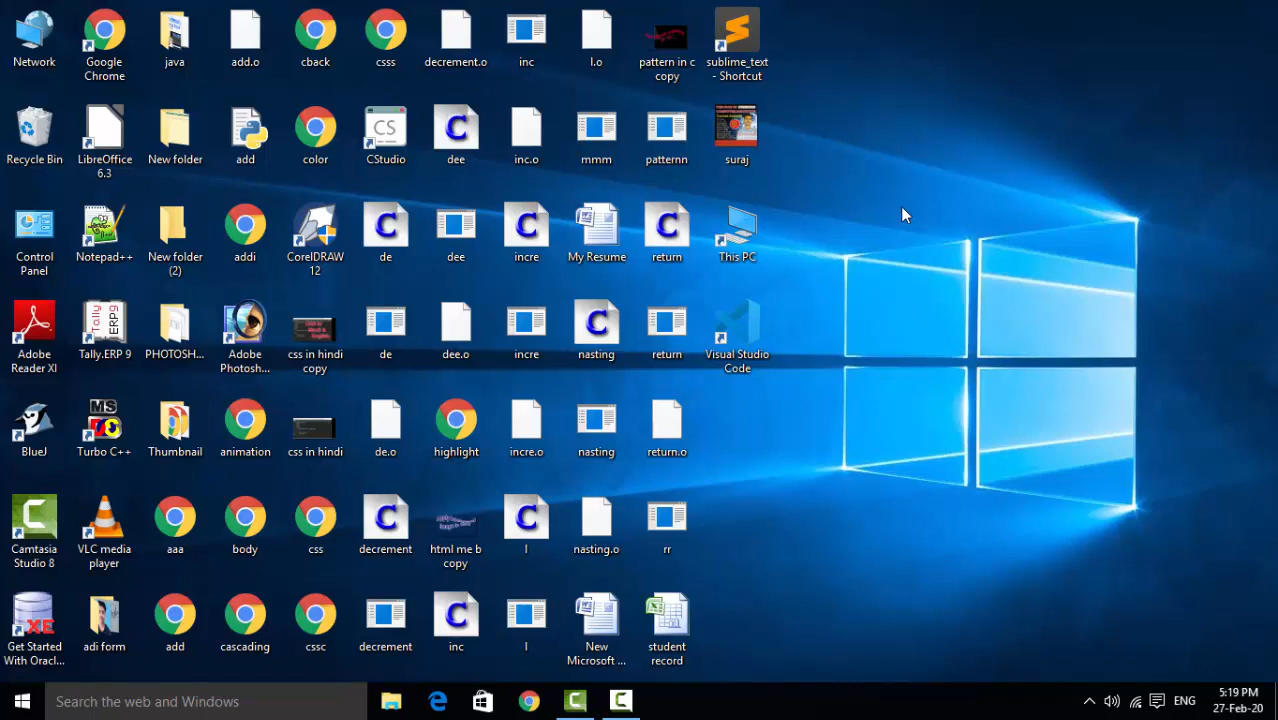 Network
Google
Chrome
java
add.o
cback
csss
decrement.o
inc
l.o
pattern in c
copy
sublime_text
- Shortcut
Recycle Bin
LibreOffice
6.3
New folder
add
color
CS
CStudio
C
dee
inc.o
mmm
patternn
suraj
Control
Panel
Notepad++
New folder
(2)
addi
CorelDRAW
12
C
de
dee
C
incre
My Resume
C
return
This PC
Adobe
Reader XI
Tally
ERP9
Tally.ERP 9
PHOTOSH...
Adobe
Photosh...
css in hindi
copy
de
dee.o
incre
C
nasting
return
Visual Studio
Code
BlueJ
MS
Turbo C++
Thumbnail
animation
css in hindi
de.o
highlight
incre.o
nasting
return.o
Camtasia
Studio 8
VLC media
player
aaa
body
css
C
decrement
html me b
copy
C
l
nasting.o
rr
XE
Get Started
With Oracl...
adi form
add
cascading
cssc
decrement
C
inc
l
New
Microsoft ...
student
record
Search the web and Windows
ENG
5:19 PM
27-Feb-20